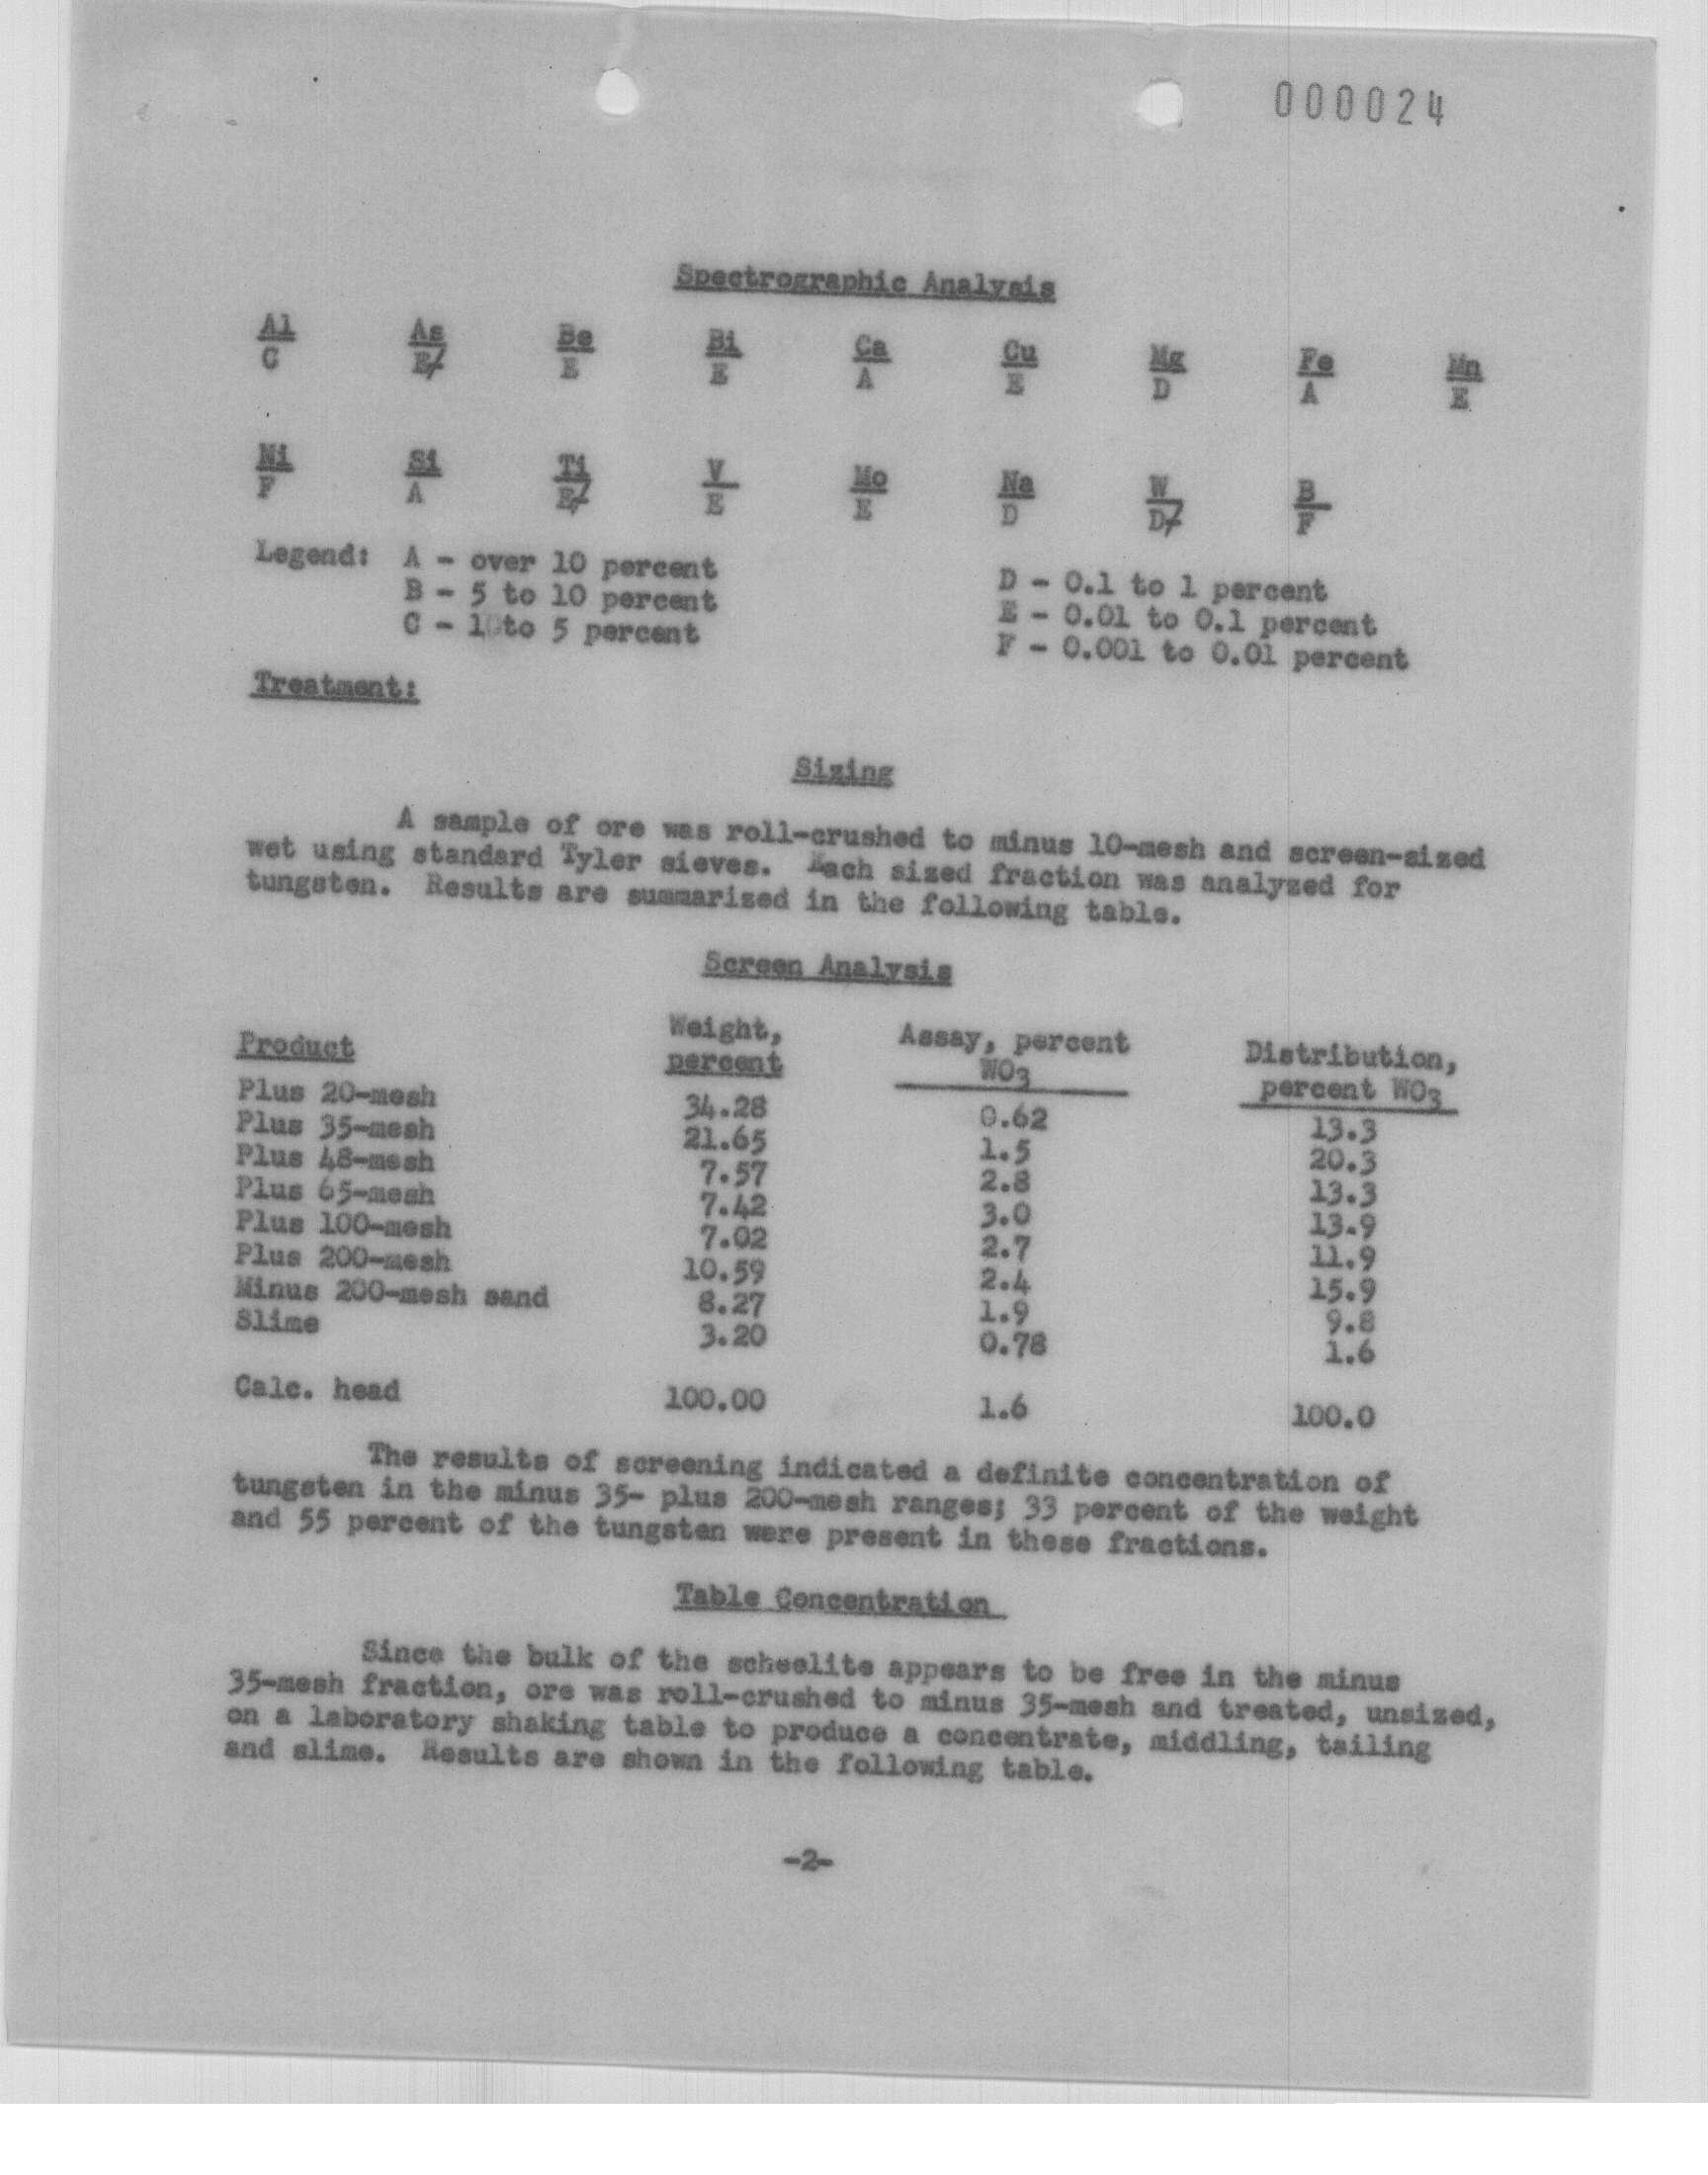 000024
Spectrographic Analysis
Al As Be Bi Ca Cu Mg Fe Mn
C E/ E E A E D A E
Ni Si Ti V Mo Na W B
F A E/ E E D D/ F
Legend: A - over 10 percent D - 0.1 to 1 percent
B - 5 to 10 percent E - 0.01 to 0.1 percent
C - 1 to 5 percent F - 0.001 to 0.01 percent
Treatment:
Sizing
A sample of ore was roll-crushed to minus 10-mesh and screen-sized
wet using standard Tyler sieves. Each sized fraction was analyzed for
tungsten. Results are summarized in the following table.
Screen Analysis
Product Weight, percent Assay, percent WO3 Distribution, percent WO3
Plus 20-mesh 34.28 0.62 13.3
Plus 35-mesh 21.65 1.5 20.3
Plus 48-mesh 7.57 2.8 13.3
Plus 65-mesh 7.42 3.0 13.9
Plus 100-mesh 7.02 2.7 11.9
Plus 200-mesh 10.59 2.4 15.9
Minus 200-mesh sand 8.27 1.9 9.8
Slime 3.20 0.78 1.6
Calc. head 100.00 1.6 100.0
The results of screening indicated a definite concentration of
tungsten in the minus 35- plus 200-mesh ranges; 33 percent of the weight
and 55 percent of the tungsten were present in these fractions.
Table Concentration
Since the bulk of the scheelite appears to be free in the minus
35-mesh fraction, ore was roll-crushed to minus 35-mesh and treated, unsized,
on a laboratory shaking table to produce a concentrate, middling, tailing
and slime. Results are shown in the following table.
-2-